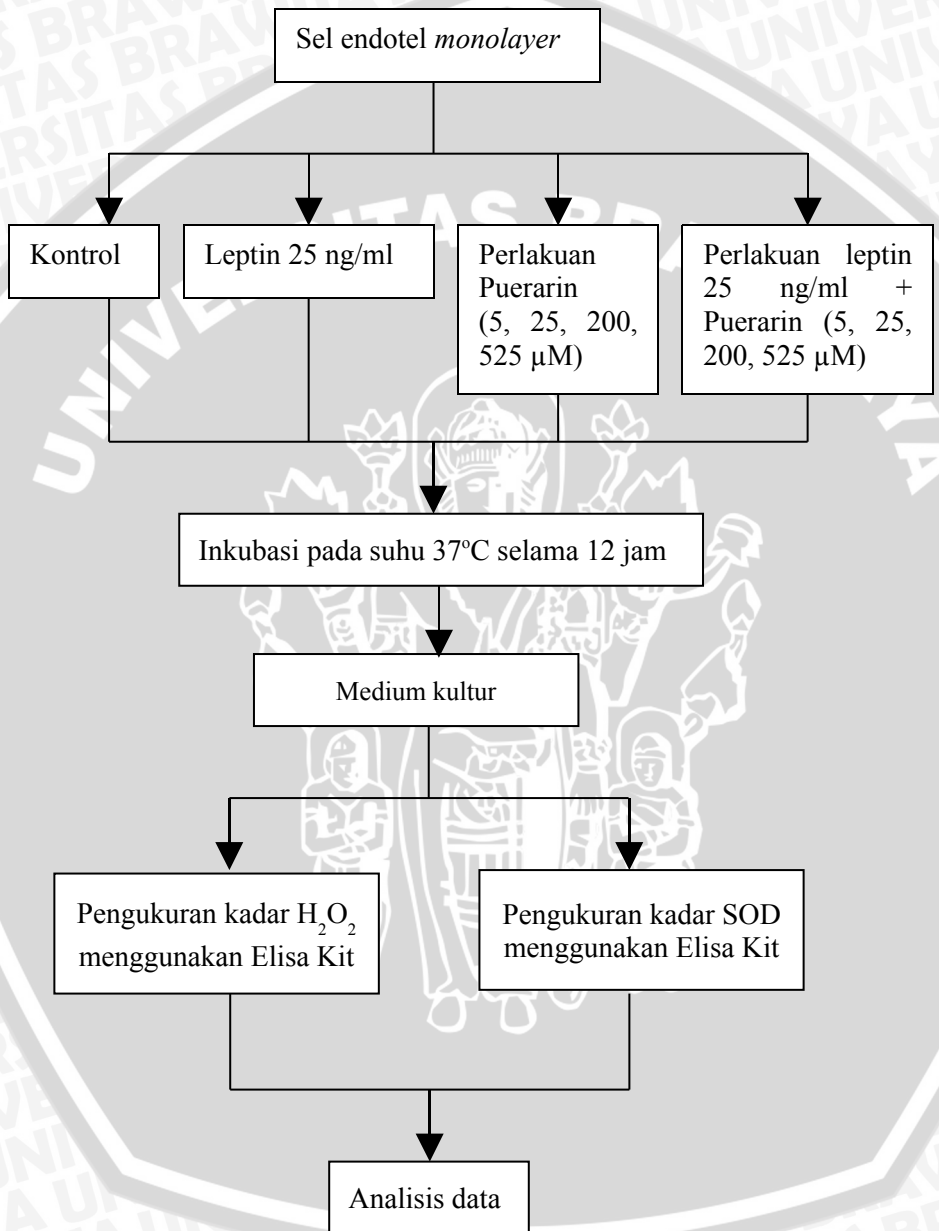 Sel endotel monolayer
Kontrol
Leptin 25 ng/ml
Perlakuan
Puerarin
(5, 25, 200,
525 µM)
Perlakuan leptin
25 ng/ml +
Puerarin (5, 25,
200, 525 µM)
Inkubasi pada suhu 37°C selama 12 jam
Medium kultur
Pengukuran kadar H₂O₂
menggunakan Elisa Kit
Pengukuran kadar SOD
menggunakan Elisa Kit
Analisis data